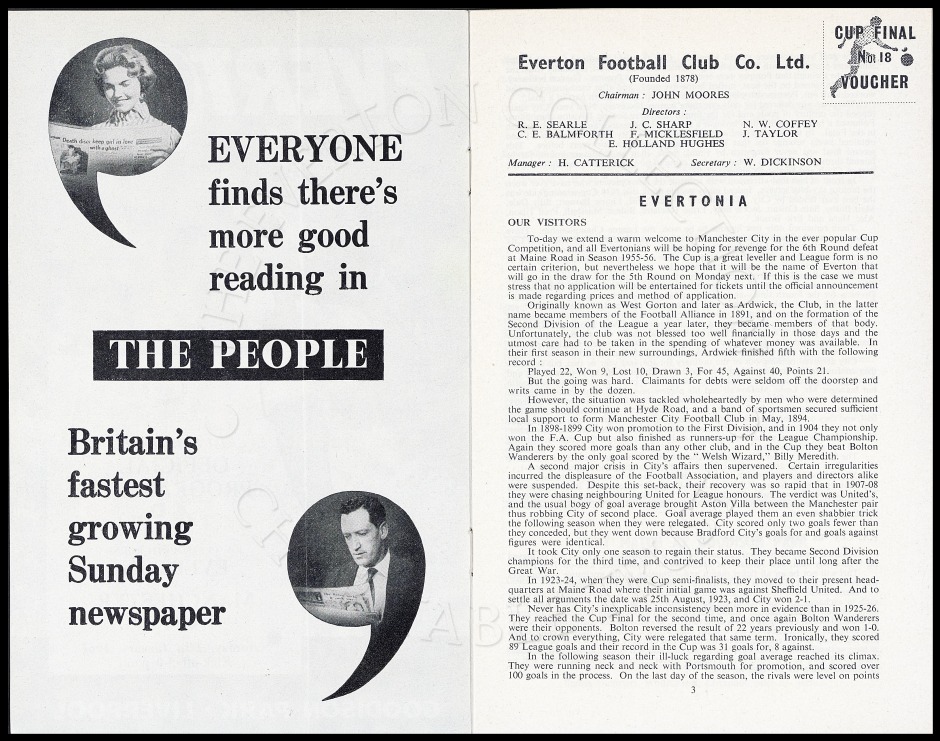 Death disc: keep girl in love
with a ghost
EVERYONE
finds there's
more good
reading in
THE PEOPLE
Britain's
fastest
growing
Sunday
newspaper
CUP FINAL
No 18
VOUCHER
Everton Football Club Co. Ltd.
(Founded 1878)
Chairman : JOHN MOORES
Directors :
R. E. SEARLE J. C. SHARP N. W. COFFEY
C. E. BALMFORTH F. MICKLESFIELD J. TAYLOR
E. HOLLAND HUGHES
Manager : H. CATTERICK Secretary : W. DICKINSON
EVERTONIA
OUR VISITORS
To-day we extend a warm welcome to Manchester City in the ever popular Cup
Competition, and all Evertonians will be hoping for revenge for the 6th Round defeat
at Maine Road in Season 1955-56. The Cup is a great leveller and League form is no
certain criterion, but nevertheless we hope that it will be the name of Everton that
will go in the draw for the 5th Round on Monday next. If this is the case we must
stress that no application will be entertained for tickets until the official announcement
is made regarding prices and method of application.
Originally known as West Gorton and later as Ardwick, the Club, in the latter
name became members of the Football Alliance in 1891, and on the formation of the
Second Division of the League a year later, they became members of that body.
Unfortunately, the club was not blessed too well financially in those days and the
utmost care had to be taken in the spending of whatever money was available. In
their first season in their new surroundings, Ardwick finished fifth with the following
record :
Played 22, Won 9, Lost 10, Drawn 3, For 45, Against 40, Points 21.
But the going was hard. Claimants for debts were seldom off the doorstep and
writs came in by the dozen.
However, the situation was tackled wholeheartedly by men who were determined
the game should continue at Hyde Road, and a band of sportsmen secured sufficient
local support to form Manchester City Football Club in May, 1894.
In 1898-1899 City won promotion to the First Division, and in 1904 they not only
won the F.A. Cup but also finished as runners-up for the League Championship.
Again they scored more goals than any other club, and in the Cup they beat Bolton
Wanderers by the only goal scored by the " Welsh Wizard," Billy Meredith.
A second major crisis in City's affairs then supervened. Certain irregularities
incurred the displeasure of the Football Association, and players and directors alike
were suspended. Despite this set-back, their recovery was so rapid that in 1907-08
they were chasing neighbouring United for League honours. The verdict was United's,
and the usual bogy of goal average brought Aston Villa between the Manchester pair
thus robbing City of second place. Goal average played them an even shabbier trick
the following season when they were relegated. City scored only two goals fewer than
they conceded, but they went down because Bradford City's goals for and goals against
figures were identical.
It took City only one season to regain their status. They became Second Division
champions for the third time, and contrived to keep their place until long after the
Great War.
In 1923-24, when they were Cup semi-finalists, they moved to their present head-
quarters at Maine Road where their initial game was against Sheffield United. And to
settle all arguments the date was 25th August, 1923, and City won 2-1.
Never has City's inexplicable inconsistency been more in evidence than in 1925-26.
They reached the Cup Final for the second time, and once again Bolton Wanderers
were their opponents. Bolton reversed the result of 22 years previously and won 1-0.
And to crown everything, City were relegated that same term. Ironically, they scored
89 League goals and their record in the Cup was 31 goals for, 8 against.
In the following season their ill-luck regarding goal average reached its climax.
They were running neck and neck with Portsmouth for promotion, and scored over
100 goals in the process. On the last day of the season, the rivals were level on points
3